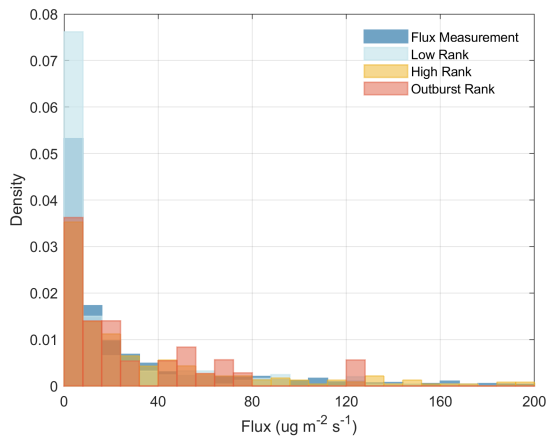 0.08
0.07
0.06
0.05
0.04
0.03
0.02
0.01
0
Density
0 40 80 120 160 200
Flux (ug m⁻² s⁻¹)
Flux Measurement
Low Rank
High Rank
Outburst Rank